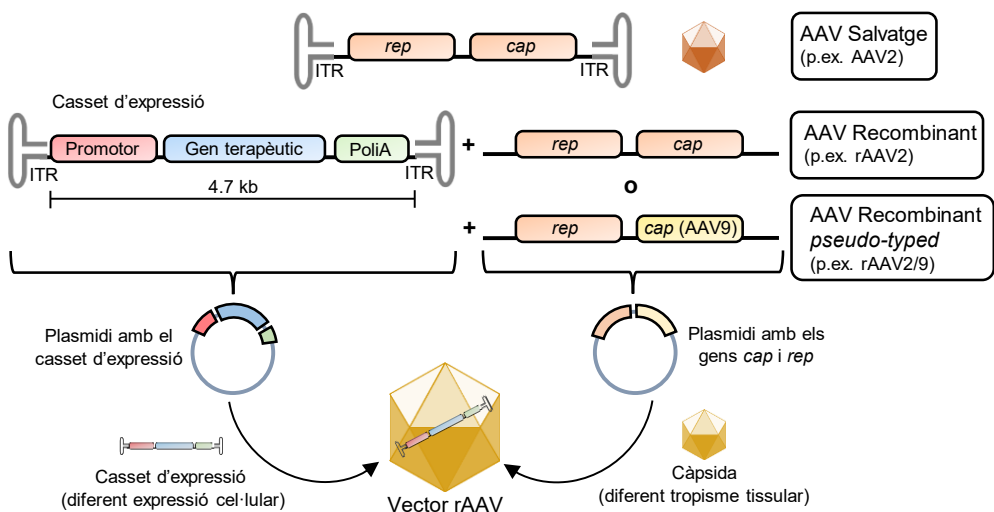 rep
cap
ITR
ITR
AAV Salvatge
(p.ex. AAV2)
Casset d'expressió
Promotor
Gen terapèutic
PoliA
ITR
ITR
4.7 kb
+
rep
cap
AAV Recombinant
(p.ex. rAAV2)
o
+
rep
cap (AAV9)
AAV Recombinant
pseudo-typed
(p.ex. rAAV2/9)
Plasmidi amb el
casset d'expressió
Plasmidi amb els
gens cap i rep
Casset d'expressió
(diferent expressió cel·lular)
Vector rAAV
Càpsida
(diferent tropisme tissular)